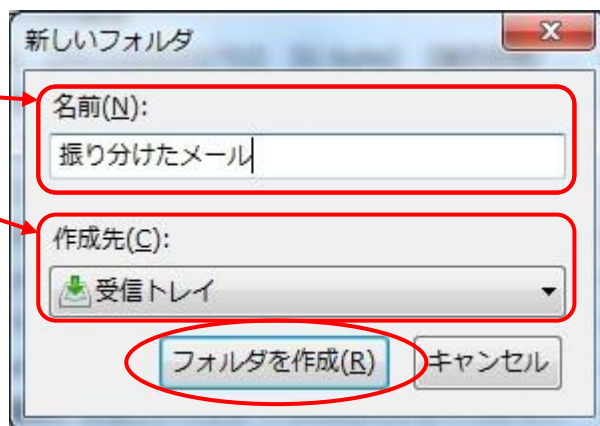 新しいフォルダ
名前(N):
振り分けたメール
作成先(C):
受信トレイ
フォルダを作成(R) キャンセル